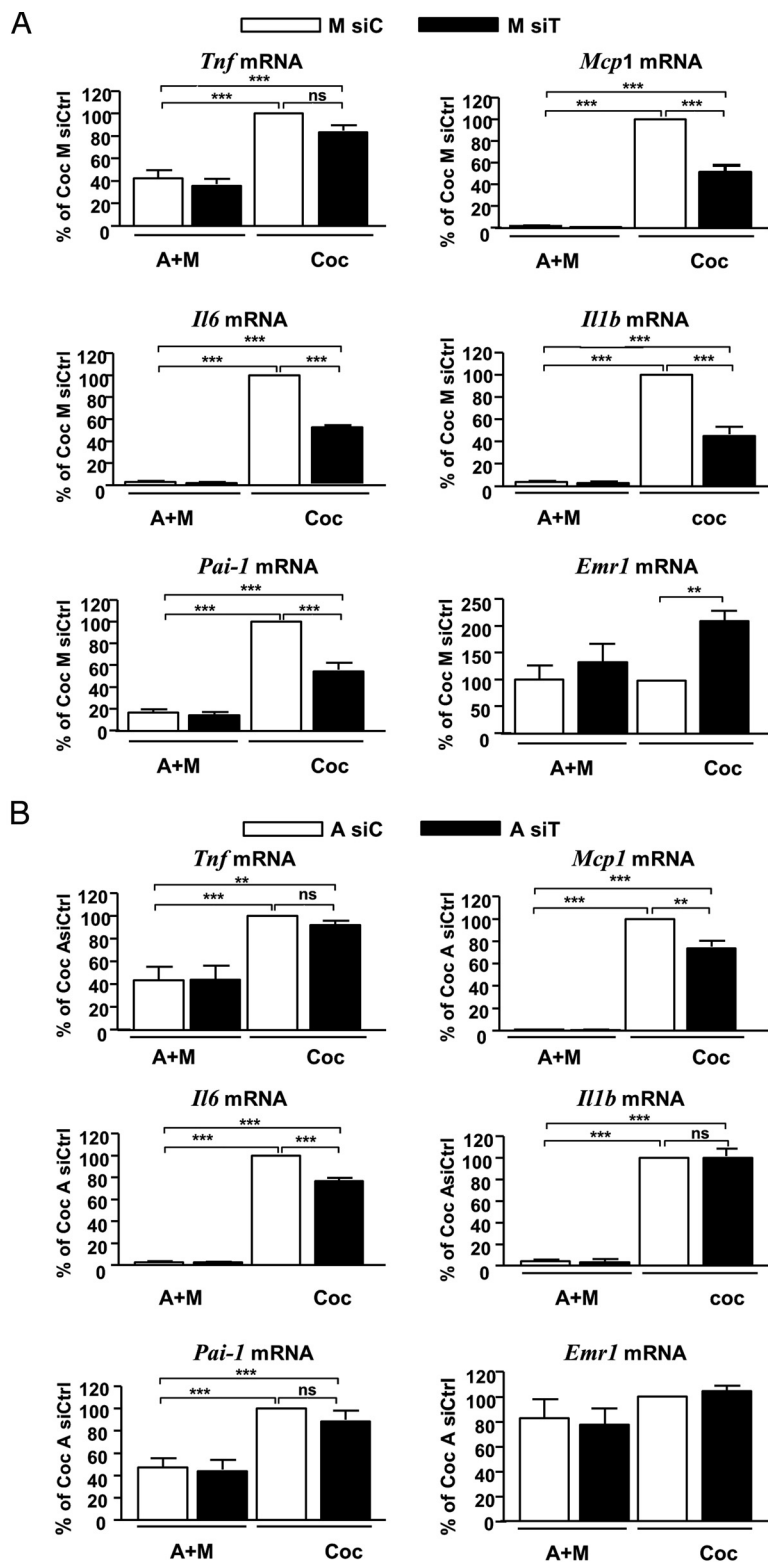 A
M siC M siT
Tnf mRNA
% of Coc M siCtrl
120
100
80
60
40
20
0
***
***
ns
A+M Coc
Mcp1 mRNA
% of Coc M siCtrl
120
100
80
60
40
20
0
***
*** ***
A+M Coc
Il6 mRNA
% of Coc M siCtrl
120
100
80
60
40
20
0
***
*** ***
A+M Coc
Il1b mRNA
% of Coc M siCtrl
120
100
80
60
40
20
0
***
*** ***
A+M coc
Pai-1 mRNA
% of Coc M siCtrl
120
100
80
60
40
20
0
***
*** ***
A+M Coc
Emr1 mRNA
% of Coc M siCtrl
250
200
150
100
50
0
**
A+M Coc
B
A siC A siT
Tnf mRNA
% of Coc AsiCtrl
120
100
80
60
40
20
0
**
*** ns
A+M Coc
Mcp1 mRNA
% of Coc A siCtrl
120
100
80
60
40
20
0
***
*** **
A+M Coc
Il6 mRNA
% of Coc A siCtrl
120
100
80
60
40
20
0
***
*** ***
A+M Coc
Il1b mRNA
% of Coc AsiCtrl
120
100
80
60
40
20
0
***
*** ns
A+M coc
Pai-1 mRNA
% of Coc A siCtrl
120
100
80
60
40
20
0
***
*** ns
A+M Coc
Emr1 mRNA
% of Coc A siCtrl
120
100
80
60
40
20
0
A+M Coc